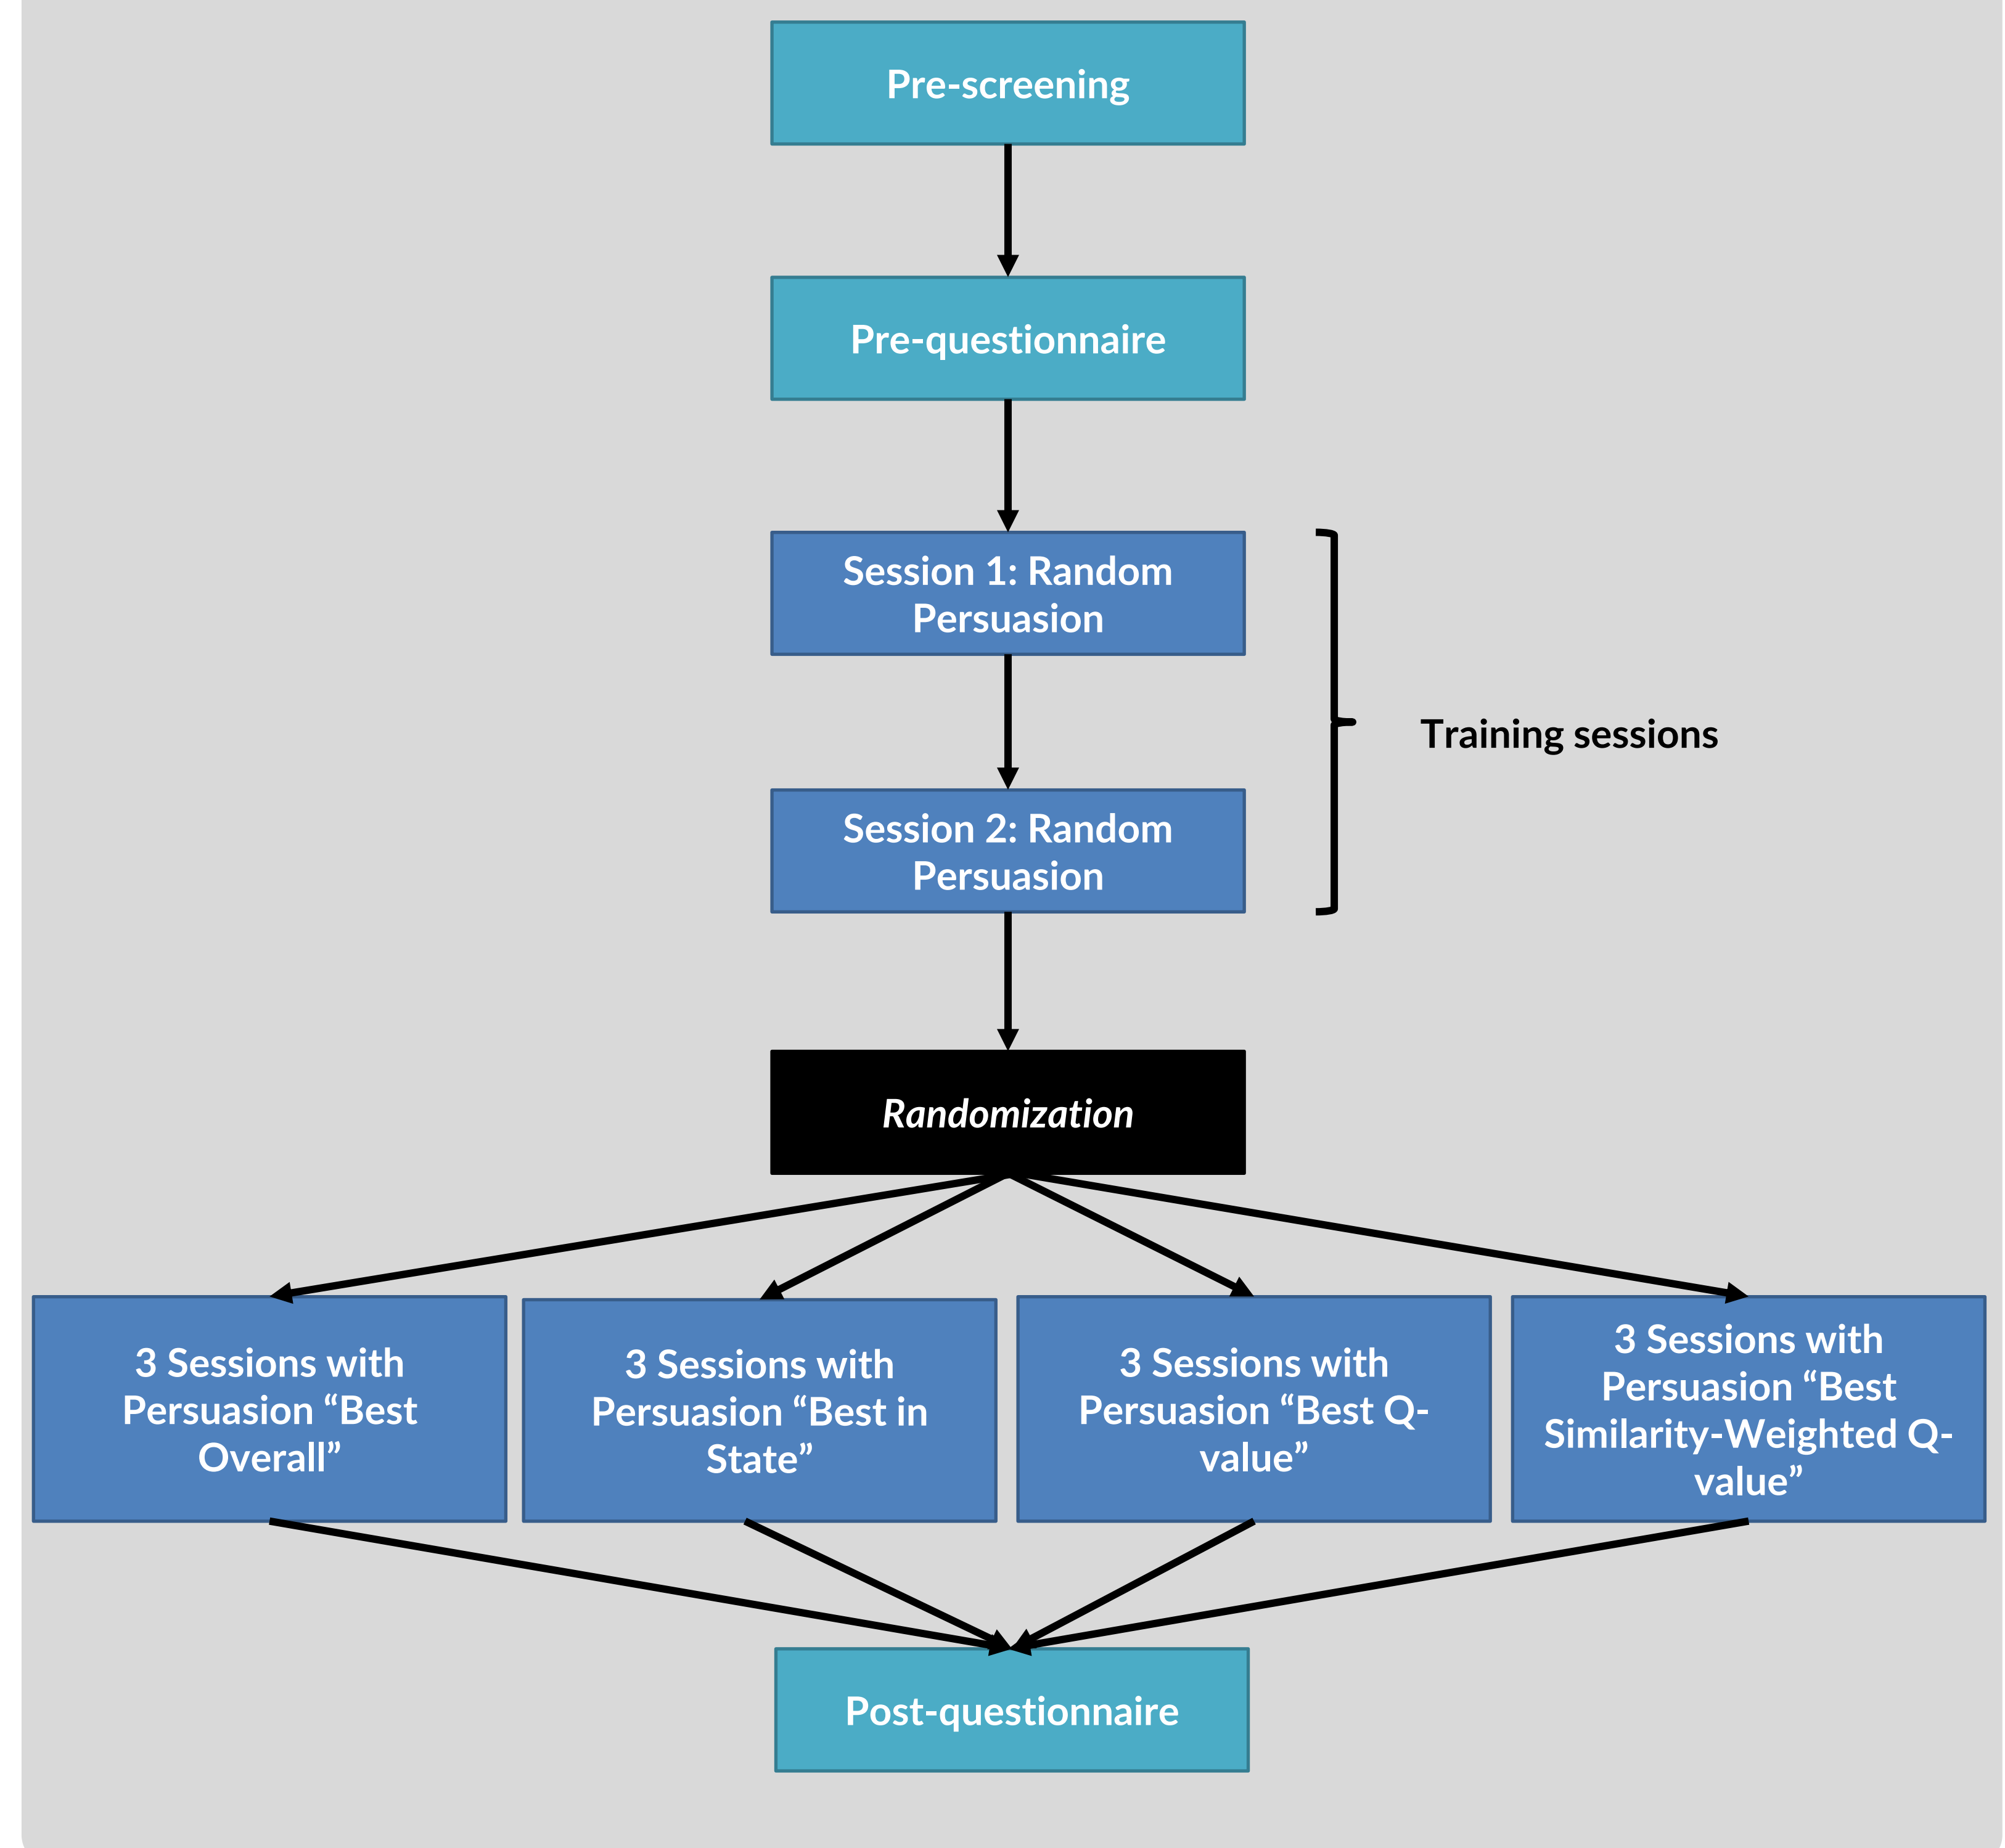 Pre-screening
Pre-questionnaire
Session 1: Random
Persuasion
Training sessions
Session 2: Random
Persuasion
Randomization
3 Sessions with
Persuasion “Best
Overall”
3 Sessions with
Persuasion “Best in
State”
3 Sessions with
Persuasion “Best Q-
value”
3 Sessions with
Persuasion “Best
Similarity-Weighted Q-
value”
Post-questionnaire